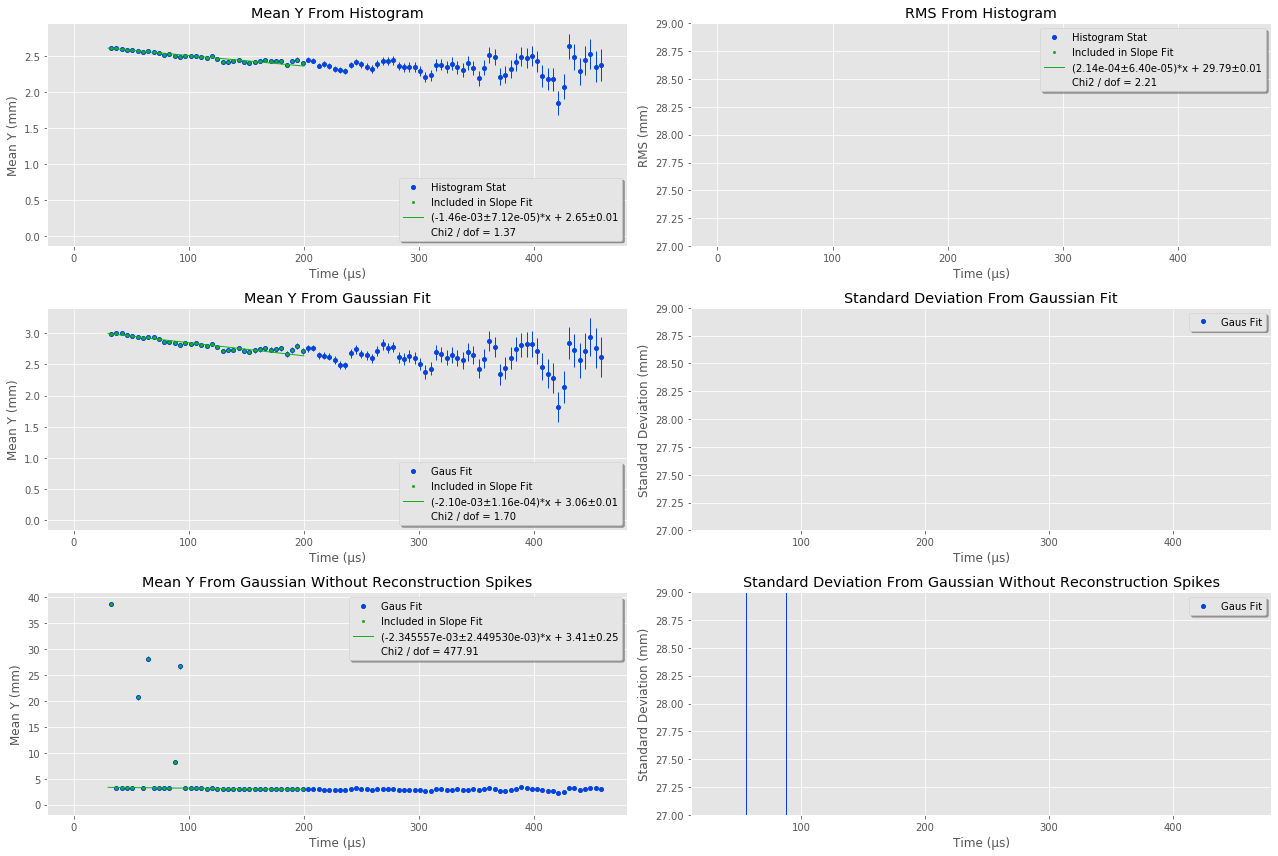 Mean Y From Histogram
Mean Y (mm)
2.5
2.0
1.5
1.0
0.5
0.0
Histogram Stat
Included in Slope Fit
(-1.46e-03±7.12e-05)*x + 2.65±0.01
Chi2 / dof = 1.37
0 100 200 300 400
Time (µs)
RMS From Histogram
RMS (mm)
29.00
28.75
28.50
28.25
28.00
27.75
27.50
27.25
27.00
Histogram Stat
Included in Slope Fit
(2.14e-04±6.40e-05)*x + 29.79±0.01
Chi2 / dof = 2.21
0 100 200 300 400
Time (µs)
Mean Y From Gaussian Fit
Mean Y (mm)
3.0
2.5
2.0
1.5
1.0
0.5
0.0
Gaus Fit
Included in Slope Fit
(-2.10e-03±1.16e-04)*x + 3.06±0.01
Chi2 / dof = 1.70
0 100 200 300 400
Time (µs)
Standard Deviation From Gaussian Fit
Standard Deviation (mm)
29.00
28.75
28.50
28.25
28.00
27.75
27.50
27.25
27.00
Gaus Fit
100 200 300 400
Time (µs)
Mean Y From Gaussian Without Reconstruction Spikes
Mean Y (mm)
40
35
30
25
20
15
10
5
0
Gaus Fit
Included in Slope Fit
(-2.345557e-03±2.449530e-03)*x + 3.41±0.25
Chi2 / dof = 477.91
0 100 200 300 400
Time (µs)
Standard Deviation From Gaussian Without Reconstruction Spikes
Standard Deviation (mm)
29.00
28.75
28.50
28.25
28.00
27.75
27.50
27.25
27.00
Gaus Fit
100 200 300 400
Time (µs)